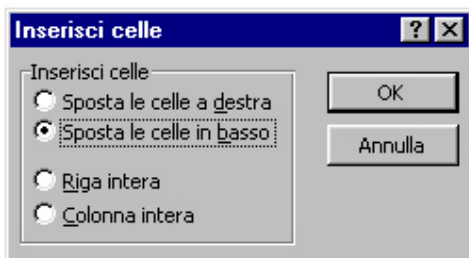 Inserisci celle
Inserisci celle
Sposta le celle a destra
Sposta le celle in basso
Riga intera
Colonna intera
OK
Annulla